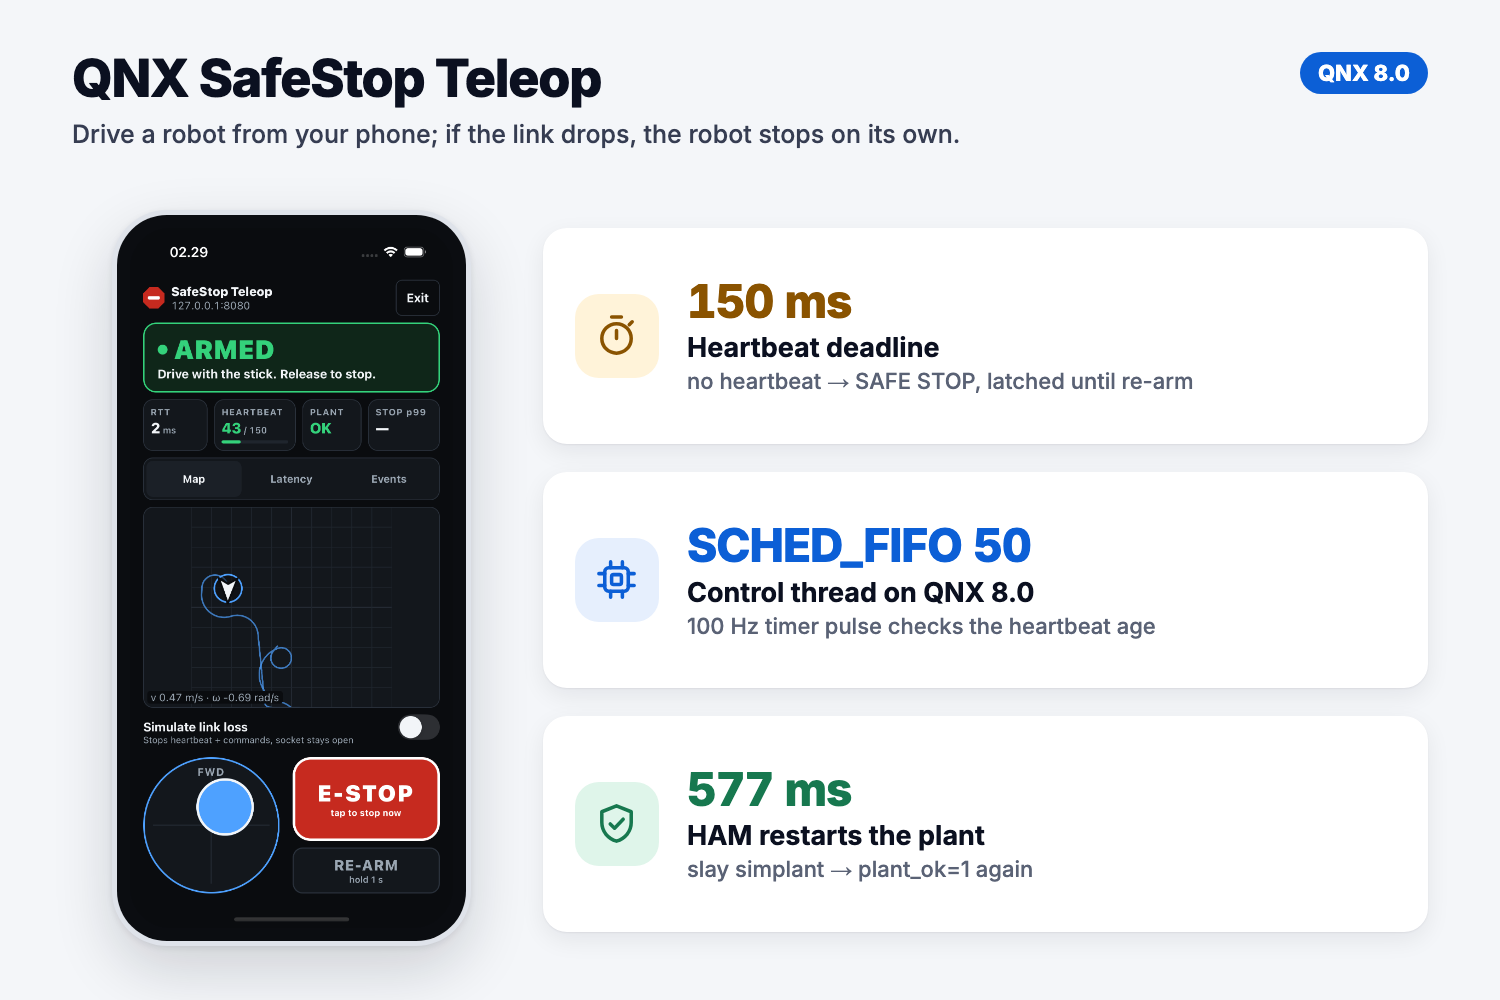 QNX SafeStop Teleop
QNX 8.0
Drive a robot from your phone; if the link drops, the robot stops on its own.
02.29
SafeStop Teleop
127.0.0.1:8080
Exit
ARMED
Drive with the stick. Release to stop.
RTT
2 ms
HEARTBEAT
43 / 150
PLANT
OK
STOP p99
—
Map
Latency
Events
v 0.47 m/s · ω -0.69 rad/s
Simulate link loss
Stops heartbeat + commands, socket stays open
FWD
E-STOP
tap to stop now
RE-ARM
hold 1 s
150 ms
Heartbeat deadline
no heartbeat → SAFE STOP, latched until re-arm
SCHED_FIFO 50
Control thread on QNX 8.0
100 Hz timer pulse checks the heartbeat age
577 ms
HAM restarts the plant
slay simplant → plant_ok=1 again